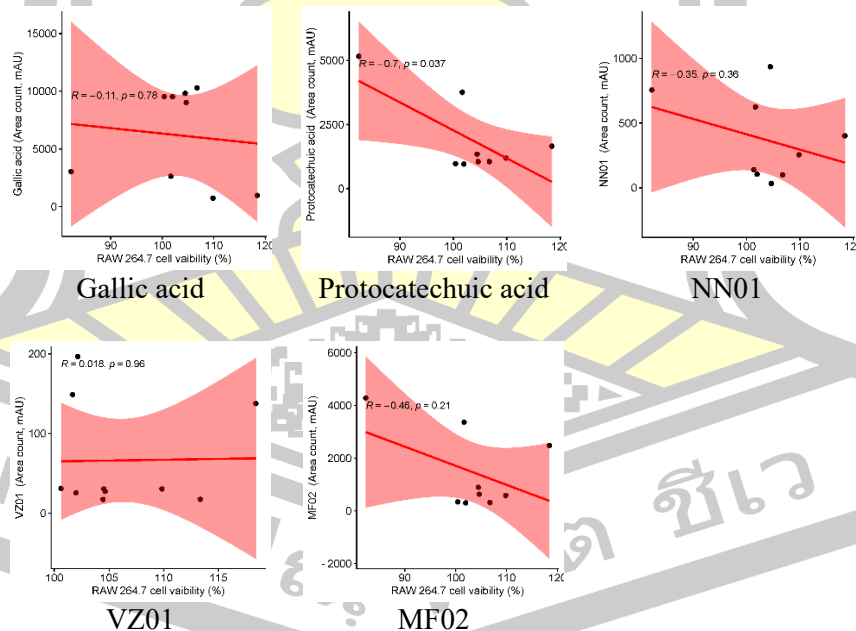 Gallic acid (Area count, mAU)
15000
10000
5000
0
R = −0.11, p = 0.78
90
100
110
120
RAW 264.7 cell vaibility (%)
Gallic acid
Protocatechuic acid (Area count, mAU)
5000
2500
0
R = −0.7, p = 0.037
90
100
110
120
RAW 264.7 cell vaibility (%)
Protocatechuic acid
NN01 (Area count, mAU)
1000
500
0
R = −0.35, p = 0.36
90
100
110
RAW 264.7 cell vaibility (%)
NN01
VZ01 (Area count, mAU)
200
100
0
R = 0.018, p = 0.96
100
105
110
115
RAW 264.7 cell vaibility (%)
VZ01
MF02 (Area count, mAU)
6000
4000
2000
0
-2000
R = −0.46, p = 0.21
90
100
110
120
RAW 264.7 cell vaibility (%)
MF02
ชีเว